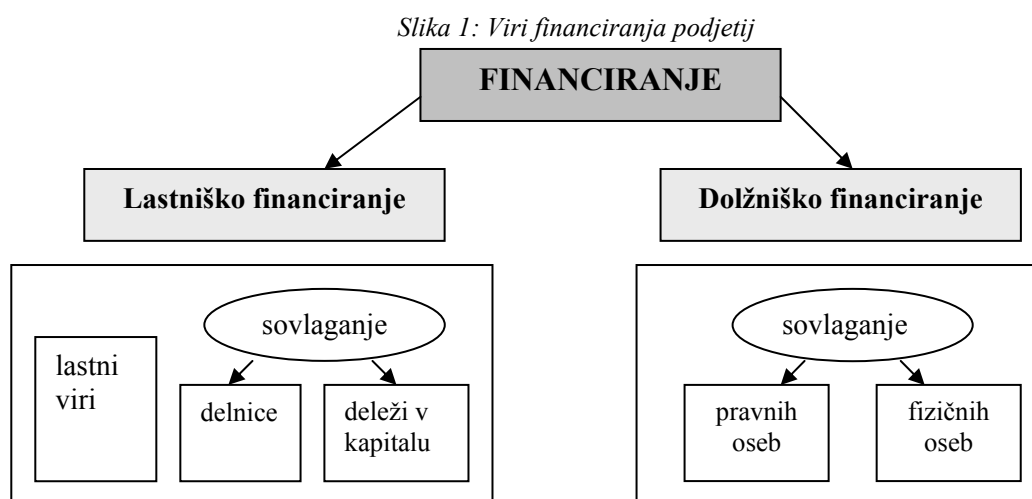 Slika 1: Viri financiranja podjetij
FINANCIRANJE
Lastniško financiranje
Dolžniško financiranje
sovlaganje
lastni
viri
delnice
deleži v
kapitalu
sovlaganje
pravnih
oseb
fizičnih
oseb